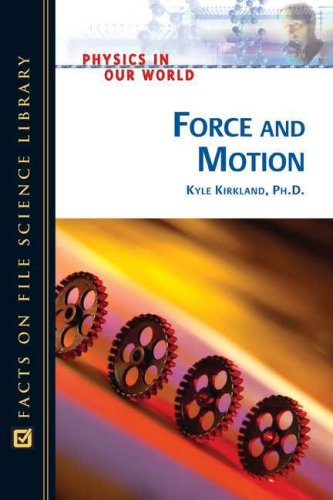 PHYSICS IN
OUR WORLD
FORCE AND
MOTION
KYLE KIRKLAND, PH.D.
FACTS ON FILE SCIENCE LIBRARY